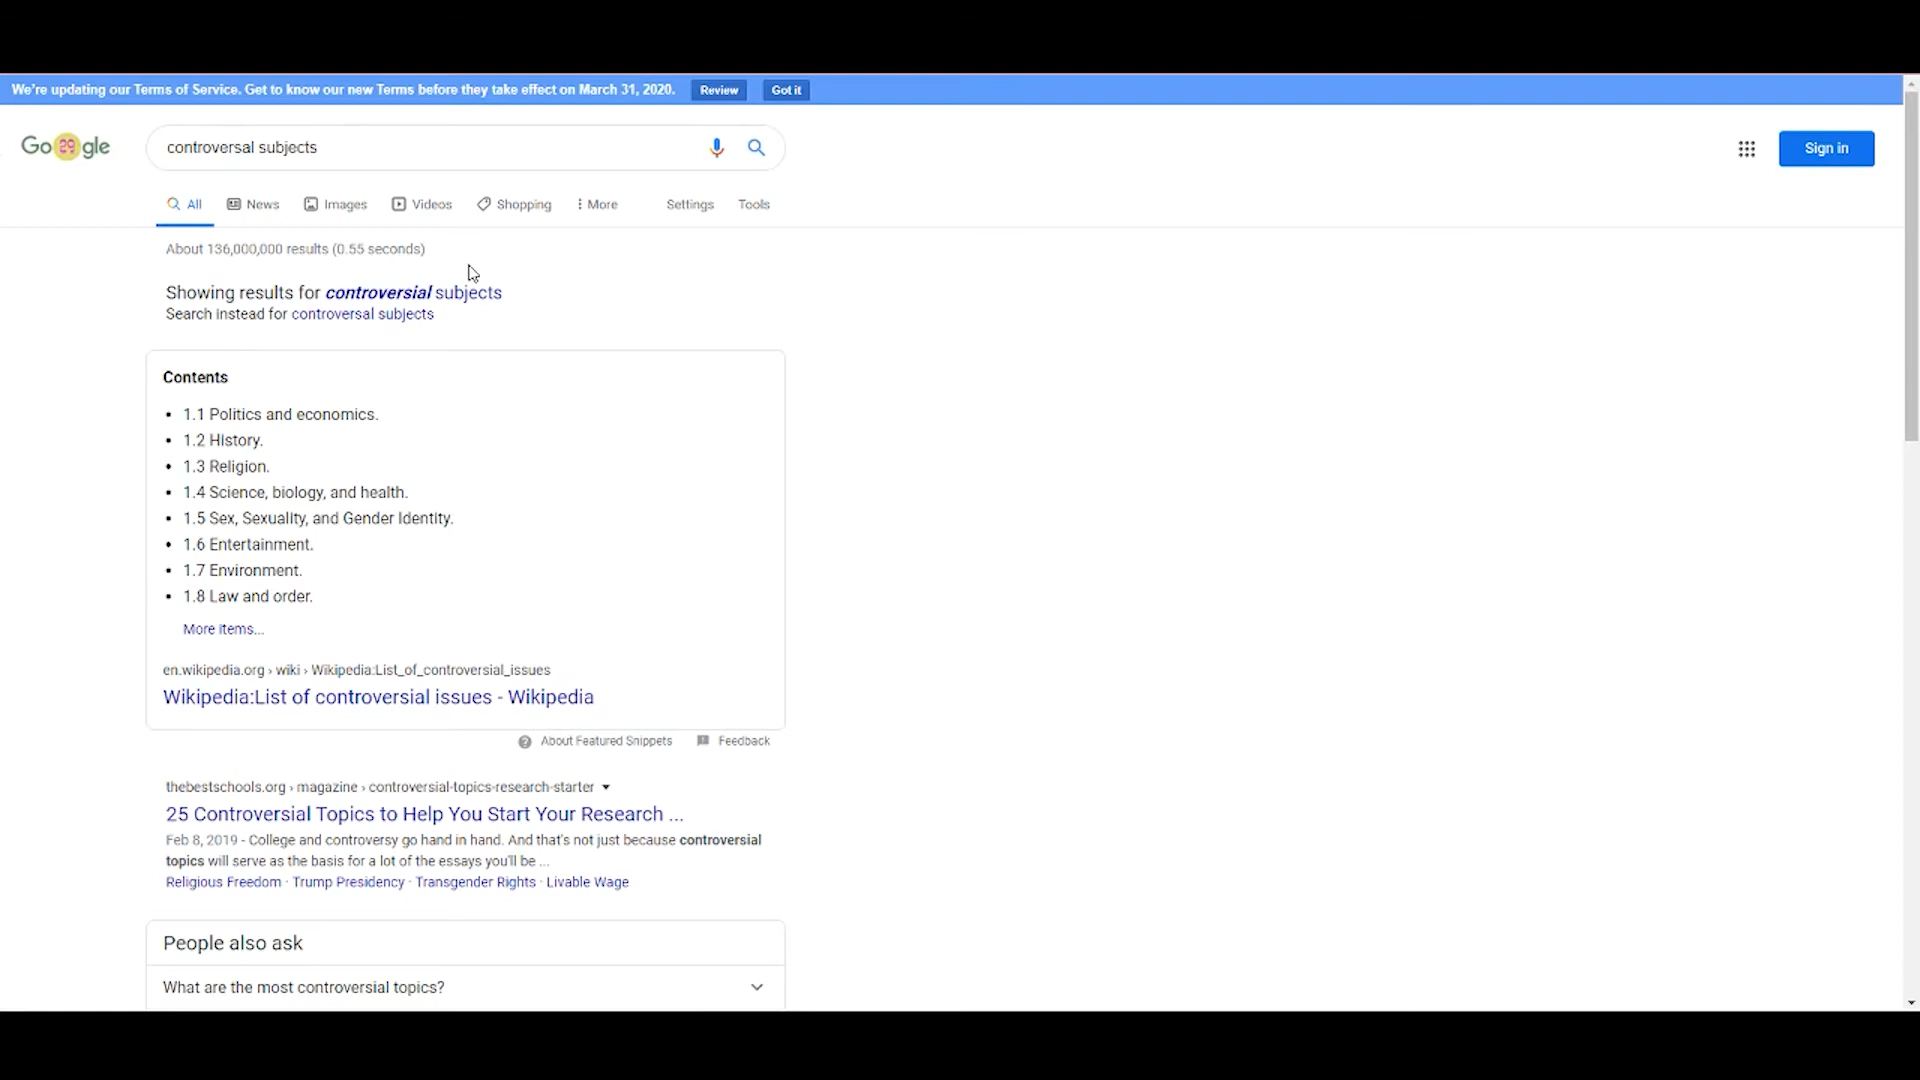 We're updating our Terms of Service. Get to know our new Terms before they take effect on March 31, 2020. Review Got it
Go29gle
controversal subjects
Sign in
All News Images Videos Shopping More Settings Tools
About 136,000,000 results (0.55 seconds)
Showing results for controversial subjects
Search instead for controversal subjects
Contents
• 1.1 Politics and economics.
• 1.2 History.
• 1.3 Religion.
• 1.4 Science, biology, and health.
• 1.5 Sex, Sexuality, and Gender Identity.
• 1.6 Entertainment.
• 1.7 Environment.
• 1.8 Law and order.
More items...
en.wikipedia.org › wiki › Wikipedia:List_of_controversial_issues
Wikipedia:List of controversial issues - Wikipedia
About Featured Snippets Feedback
thebestschools.org › magazine › controversial-topics-research-starter
25 Controversial Topics to Help You Start Your Research ...
Feb 8, 2019 - College and controversy go hand in hand. And that's not just because controversial
topics will serve as the basis for a lot of the essays you'll be ...
Religious Freedom · Trump Presidency · Transgender Rights · Livable Wage
People also ask
What are the most controversial topics?